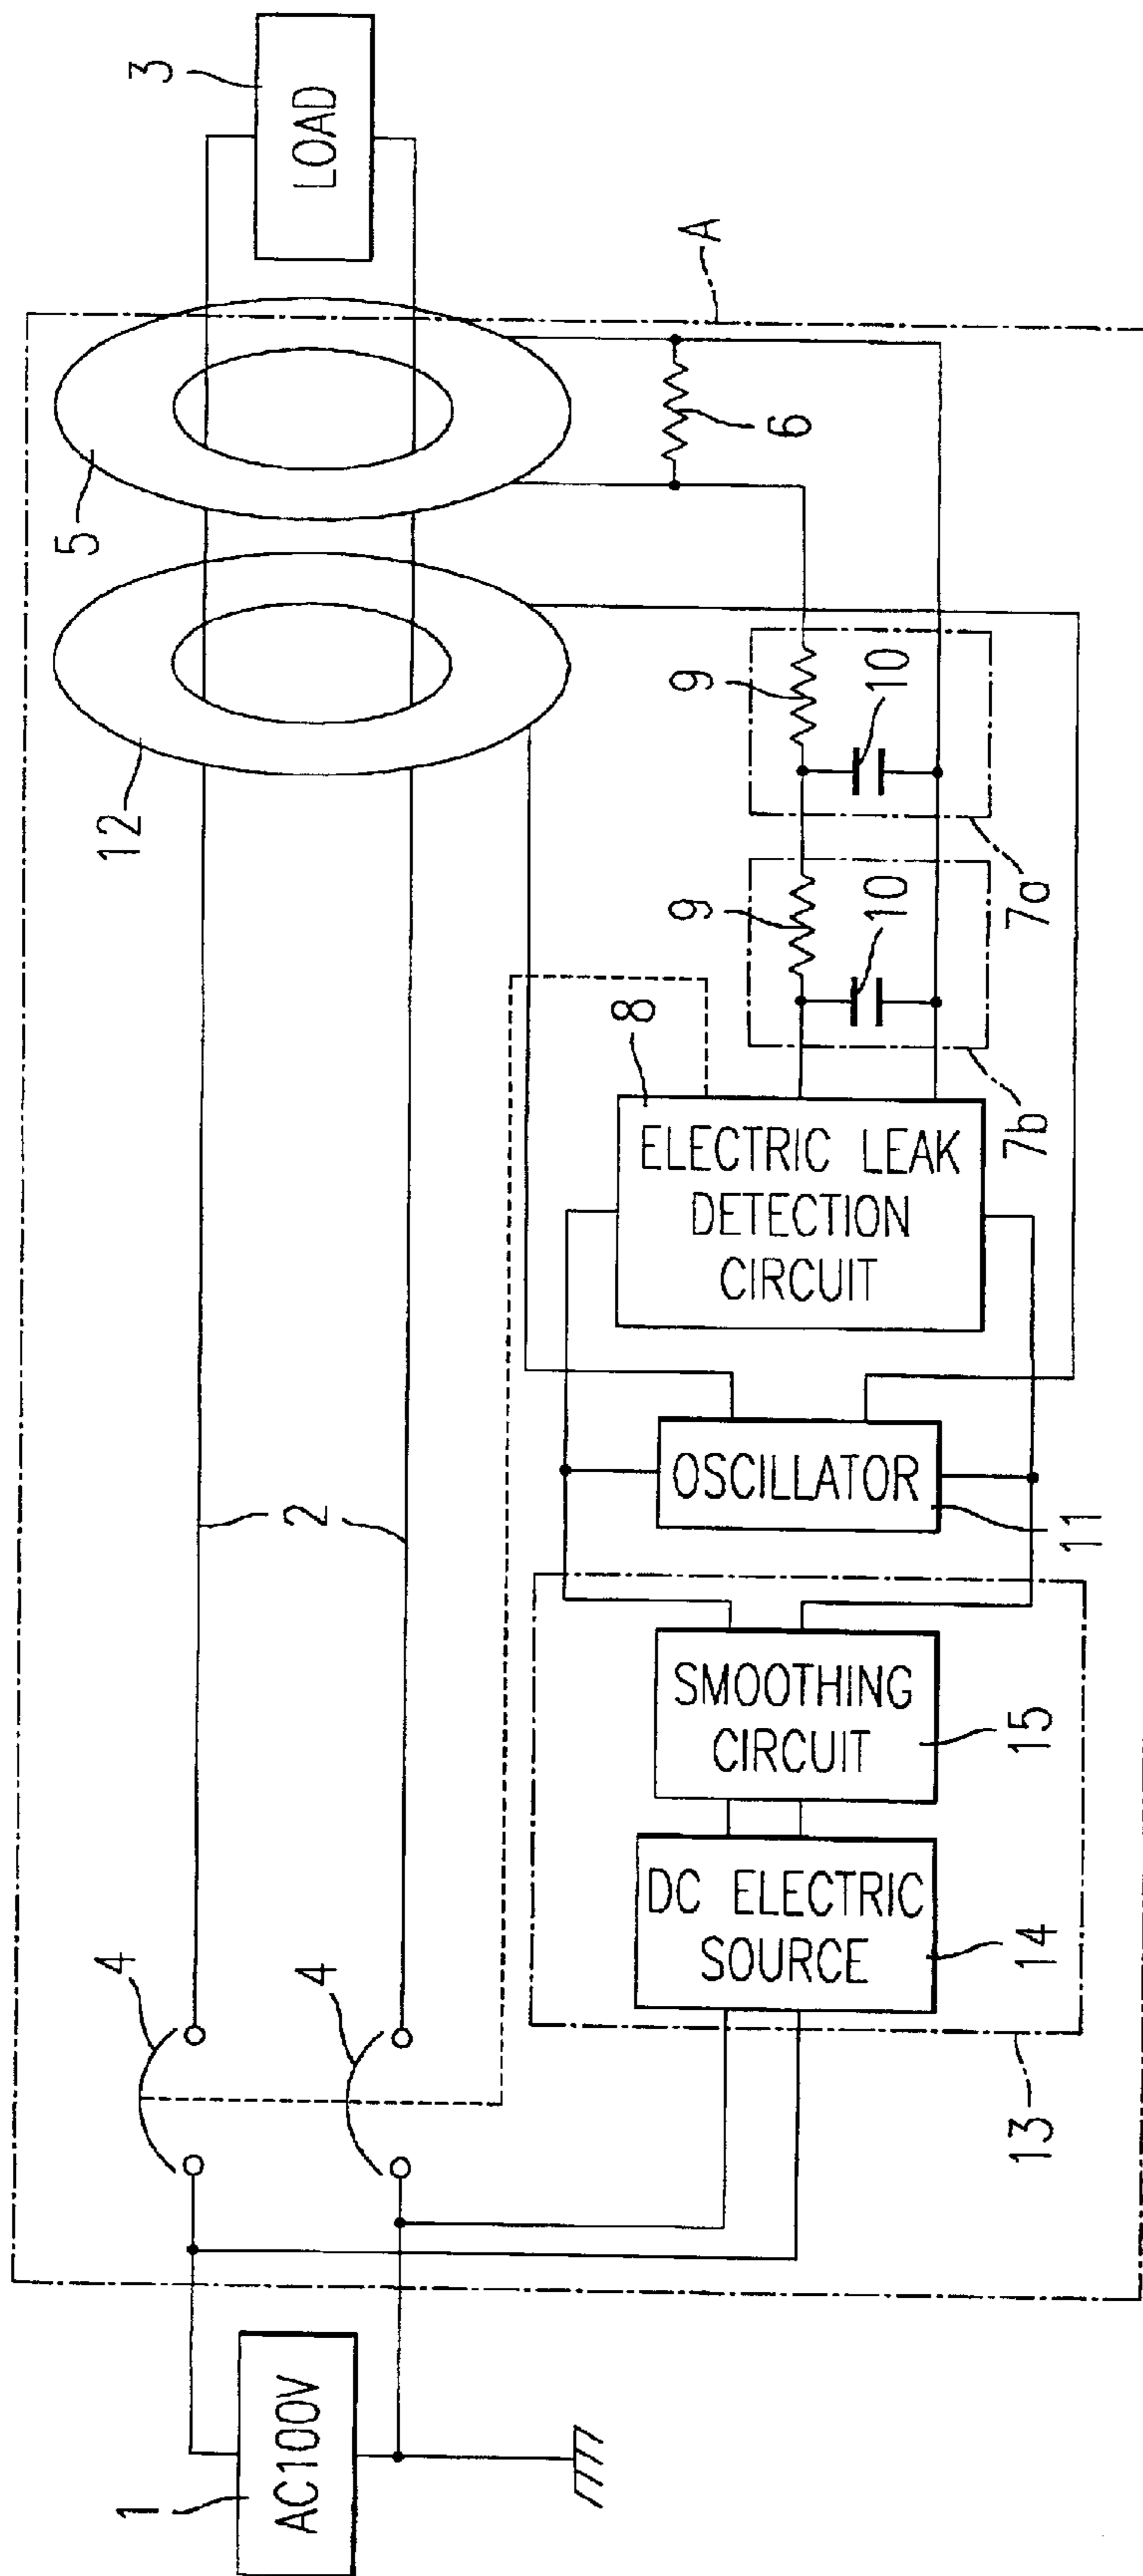 1
AC100V
4
4
2
12
5
3
LOAD
A
6
9
10
7a
9
10
7b
8
ELECTRIC LEAK
DETECTION
CIRCUIT
OSCILLATOR
11
SMOOTHING
CIRCUIT
15
DC ELECTRIC
SOURCE
14
13